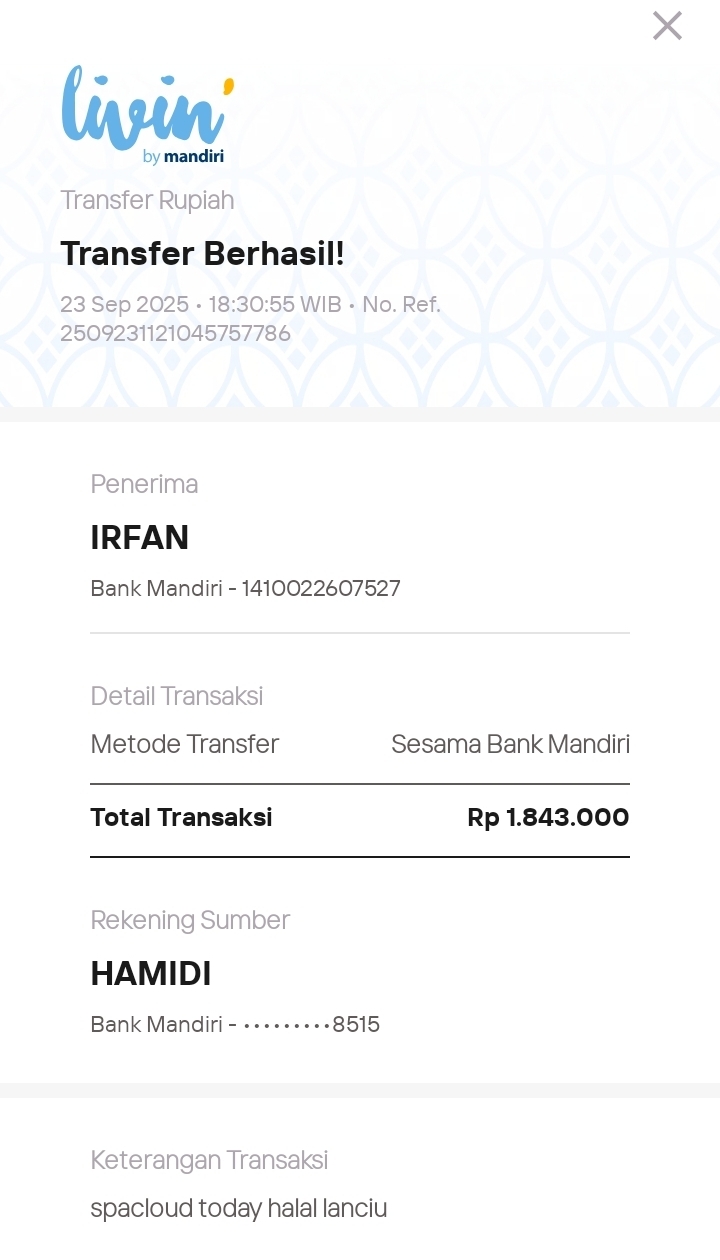 livin'
by mandiri
Transfer Rupiah
Transfer Berhasil!
23 Sep 2025 • 18:30:55 WIB • No. Ref.
2509231121045757786
Penerima
IRFAN
Bank Mandiri - 1410022607527
Detail Transaksi
Metode Transfer Sesama Bank Mandiri
Total Transaksi Rp 1.843.000
Rekening Sumber
HAMIDI
Bank Mandiri - •••••••••8515
Keterangan Transaksi
spacloud today halal lanciu